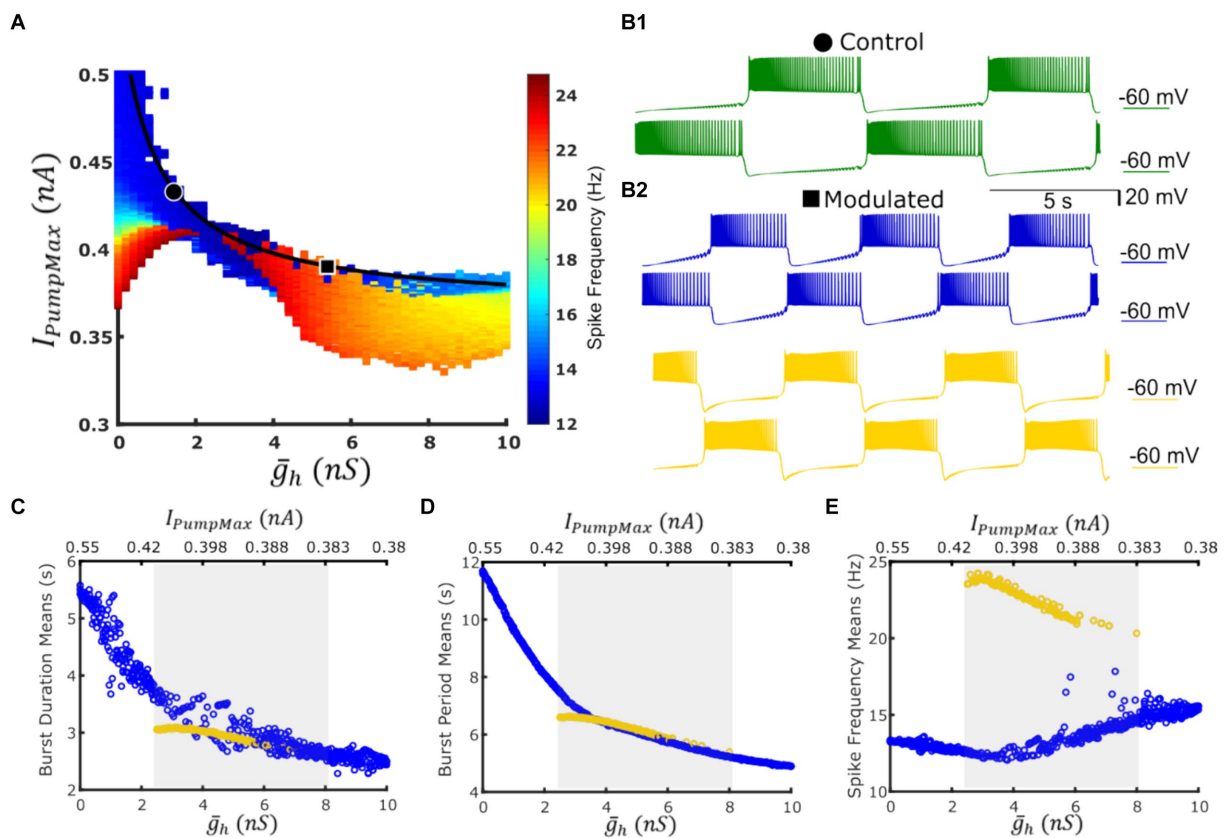 A
I_PumpMax (nA)
0.5
0.45
0.4
0.35
0.3
0 2 4 6 8 10
ḡ_h (nS)
24
22
20
18
16
14
12
Spike Frequency (Hz)
B1
Control
-60 mV
-60 mV
B2
Modulated
5 s
20 mV
-60 mV
-60 mV
-60 mV
-60 mV
C
I_PumpMax (nA)
0.55 0.42 0.398 0.388 0.383 0.38
Burst Duration Means (s)
6
5
4
3
2
0 2 4 6 8 10
ḡ_h (nS)
D
I_PumpMax (nA)
0.55 0.42 0.398 0.388 0.383 0.38
Burst Period Means (s)
12
10
8
6
4
0 2 4 6 8 10
ḡ_h (nS)
E
I_PumpMax (nA)
0.55 0.42 0.398 0.388 0.383 0.38
Spike Frequency Means (Hz)
25
20
15
10
0 2 4 6 8 10
ḡ_h (nS)